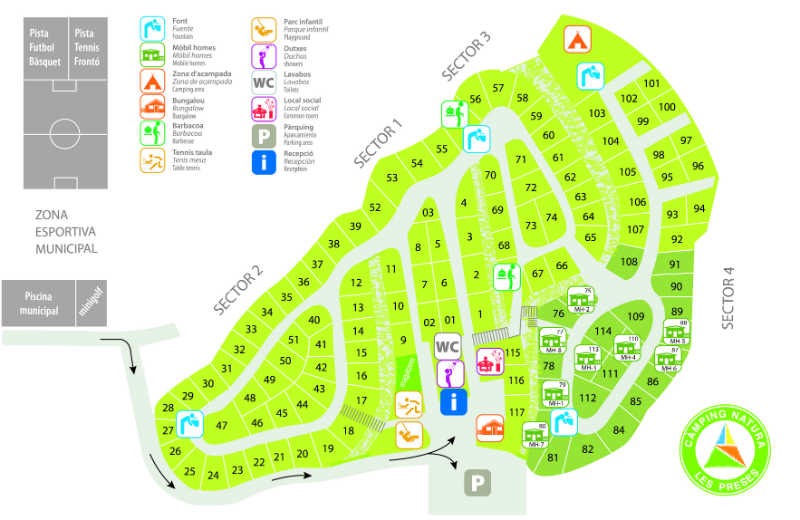 Pista
Futbol
Bàsquet
Pista
Tennis
Frontó
Font
Fuente
Fountain
Mòbil homes
Mobile homes
Mobile homes
Zona d'acampada
Zona de acampada
Camping area
Bungalou
Bungalow
Bungalow
Barbacoa
Barbacoa
Barbecue
Tennis taula
Tenis mesa
Table tennis
Parc infantil
Parque infantil
Playground
Dutxes
Duchas
Showers
WC
Lavabos
Lavabos
Toilets
Local social
Local social
Common room
P
Pàrquing
Aparcamiento
Parking area
i
Recepció
Recepción
Reception
ZONA
ESPORTIVA
MUNICIPAL
Piscina
municipal
minigolf
SECTOR 1
SECTOR 2
SECTOR 3
SECTOR 4
101
102
100
99
103
98
97
104
96
95
105
94
93
106
92
107
91
108
90
89
57
58
56
59
55
60
54
61
53
62
52
63
64
65
70
71
69
72
68
73
74
67
66
03
4
8
5
3
7
6
2
02
01
1
39
38
37
36
35
34
33
32
31
30
29
28
27
26
25
24
23
22
21
20
19
18
12
11
13
10
14
9
15
16
17
40
41
51
42
50
43
49
44
48
45
46
47
WC
i
P
115
116
117
75
MH-2
76
77
MH-8
78
79
MH-1
80
MH-7
81
82
84
85
86
87
MH-6
88
MH-5
109
110
MH-4
111
112
113
MH-3
114
CAMPING NATURA
LES PRESES